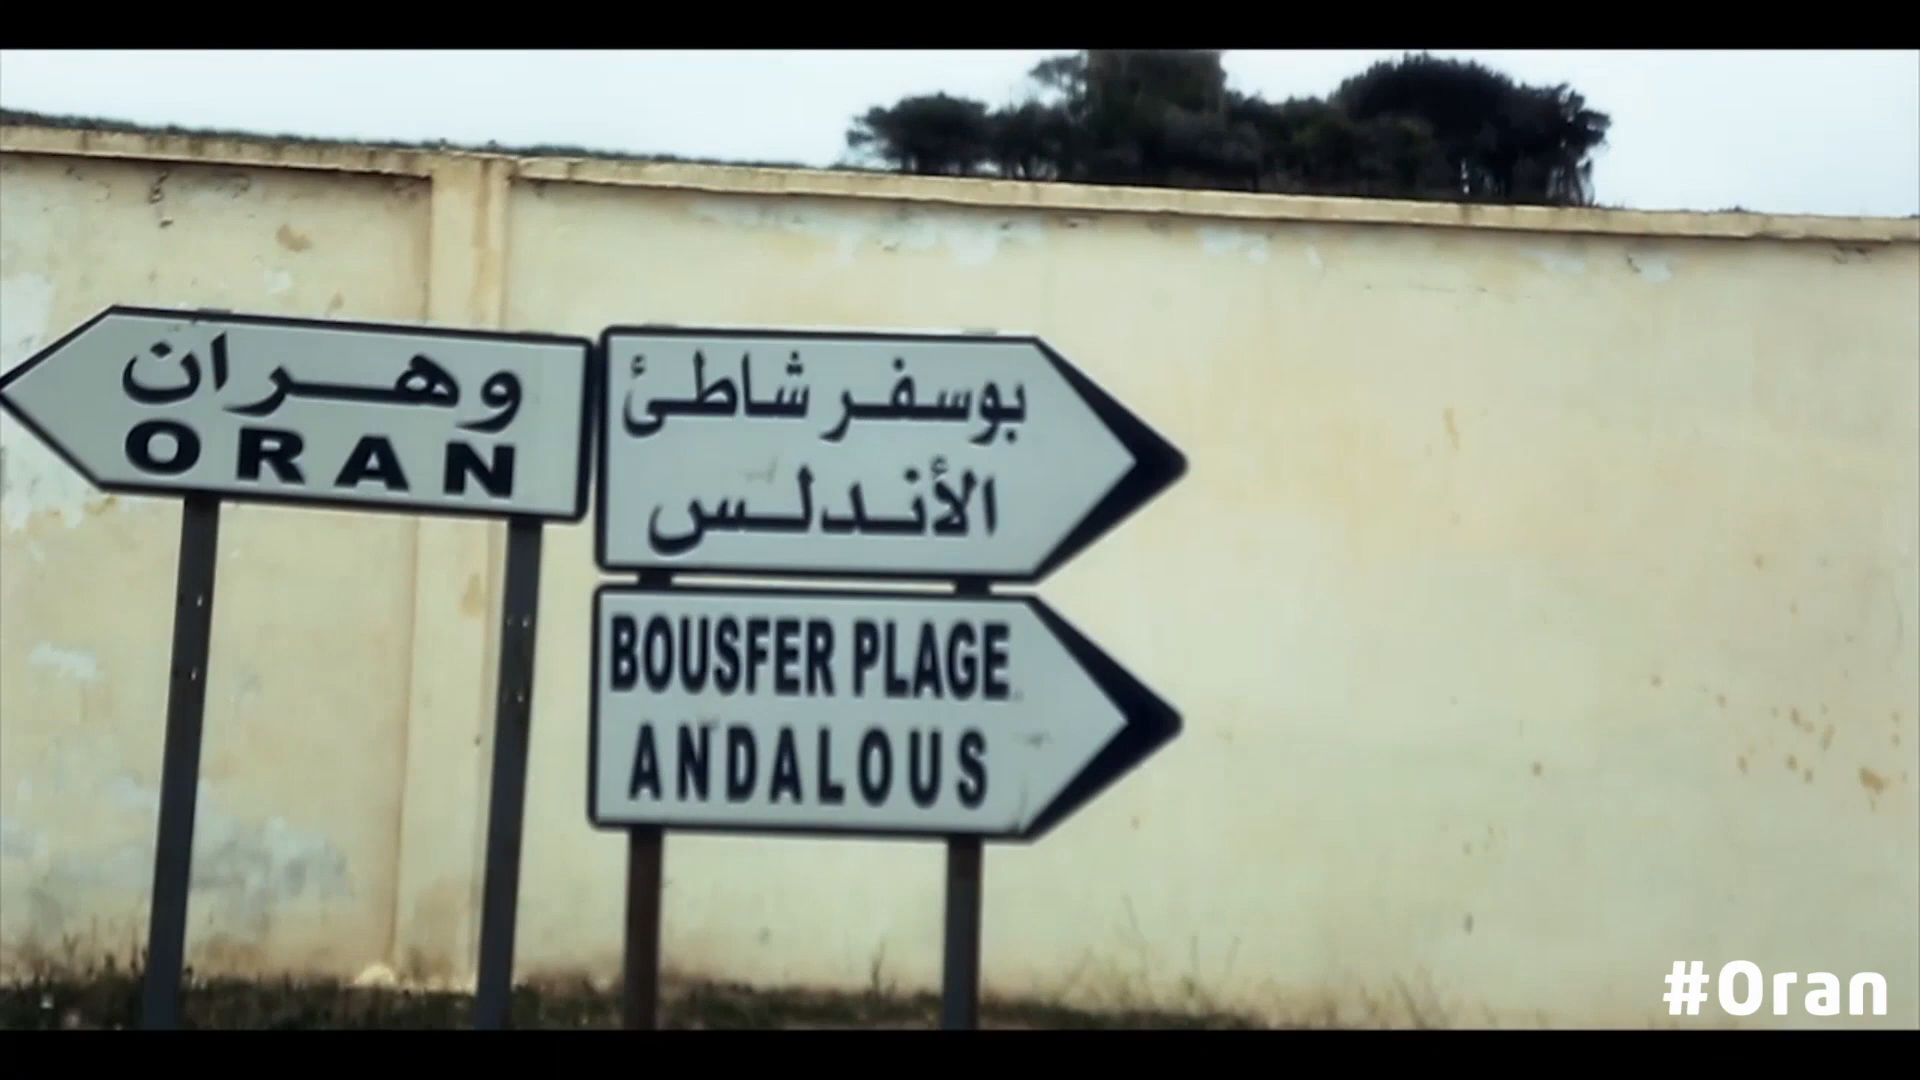 وهران
ORAN
بوسفر شاطئ
الأندلس
BOUSFER PLAGE
ANDALOUS
#Oran